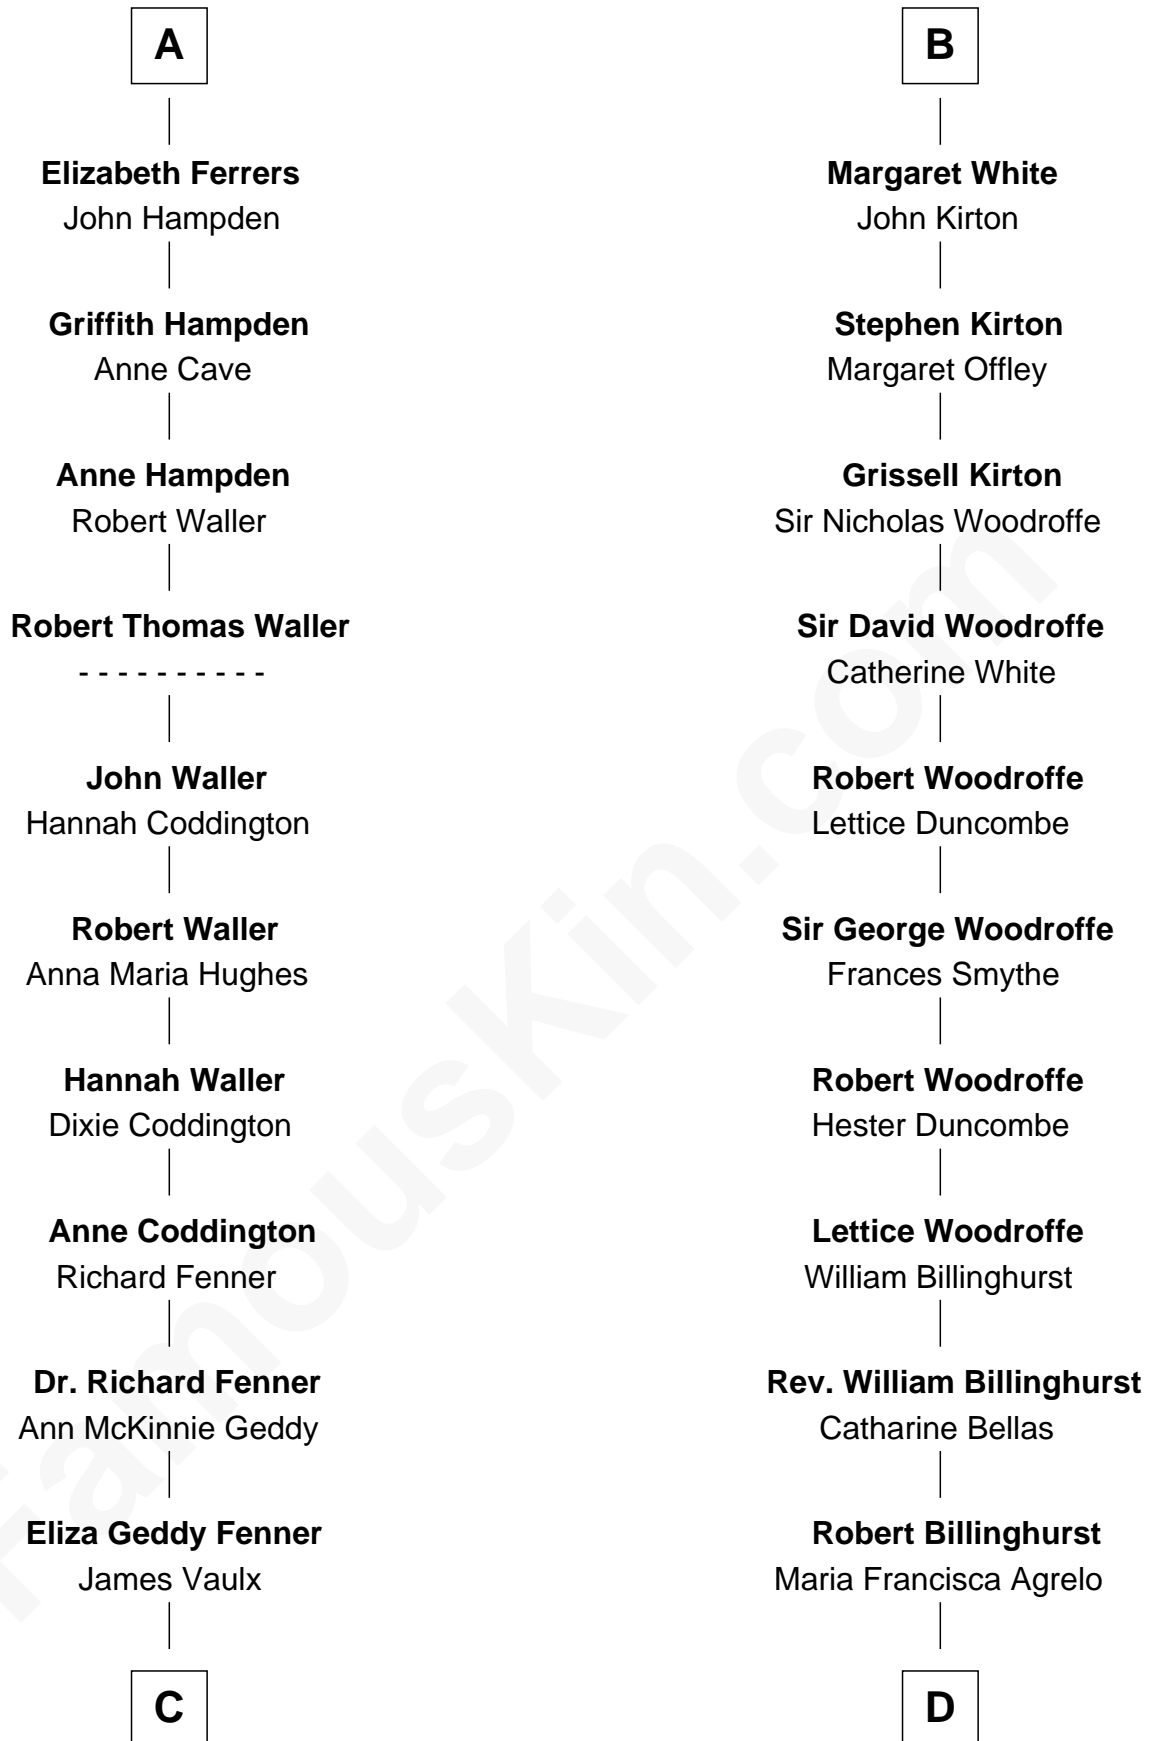 A
Elizabeth Ferrers
John Hampden
Griffith Hampden
Anne Cave
Anne Hampden
Robert Waller
Robert Thomas Waller
- - - - - - - - - -
John Waller
Hannah Coddington
Robert Waller
Anna Maria Hughes
Hannah Waller
Dixie Coddington
Anne Coddington
Richard Fenner
Dr. Richard Fenner
Ann McKinnie Geddy
Eliza Geddy Fenner
James Vaulx
C
B
Margaret White
John Kirton
Stephen Kirton
Margaret Offley
Grissell Kirton
Sir Nicholas Woodroffe
Sir David Woodroffe
Catherine White
Robert Woodroffe
Lettice Duncombe
Sir George Woodroffe
Frances Smythe
Robert Woodroffe
Hester Duncombe
Lettice Woodroffe
William Billinghurst
Rev. William Billinghurst
Catharine Bellas
Robert Billinghurst
Maria Francisca Agrelo
D
FamousKin.com